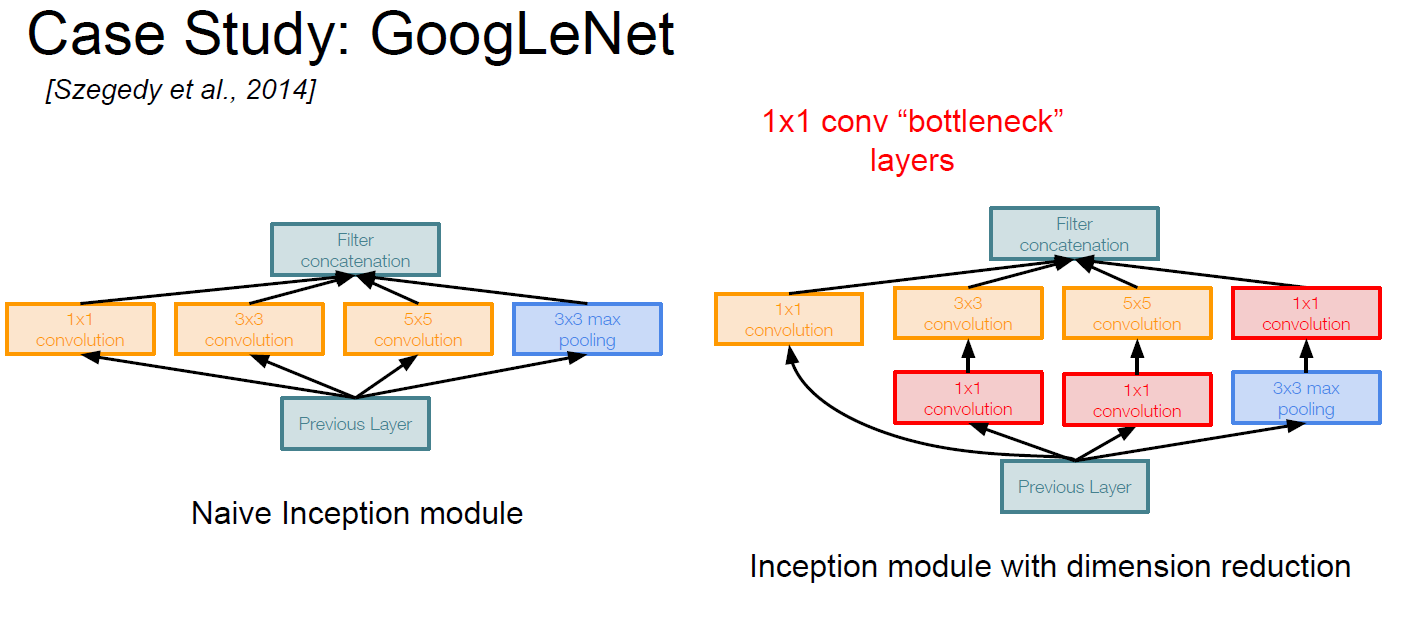 Case Study: GoogLeNet
[Szegedy et al., 2014]
1x1 conv “bottleneck”
layers
Filter
concatenation
1x1
convolution
3x3
convolution
5x5
convolution
3x3 max
pooling
Previous Layer
Naive Inception module
Filter
concatenation
1x1
convolution
3x3
convolution
5x5
convolution
1x1
convolution
1x1
convolution
1x1
convolution
3x3 max
pooling
Previous Layer
Inception module with dimension reduction